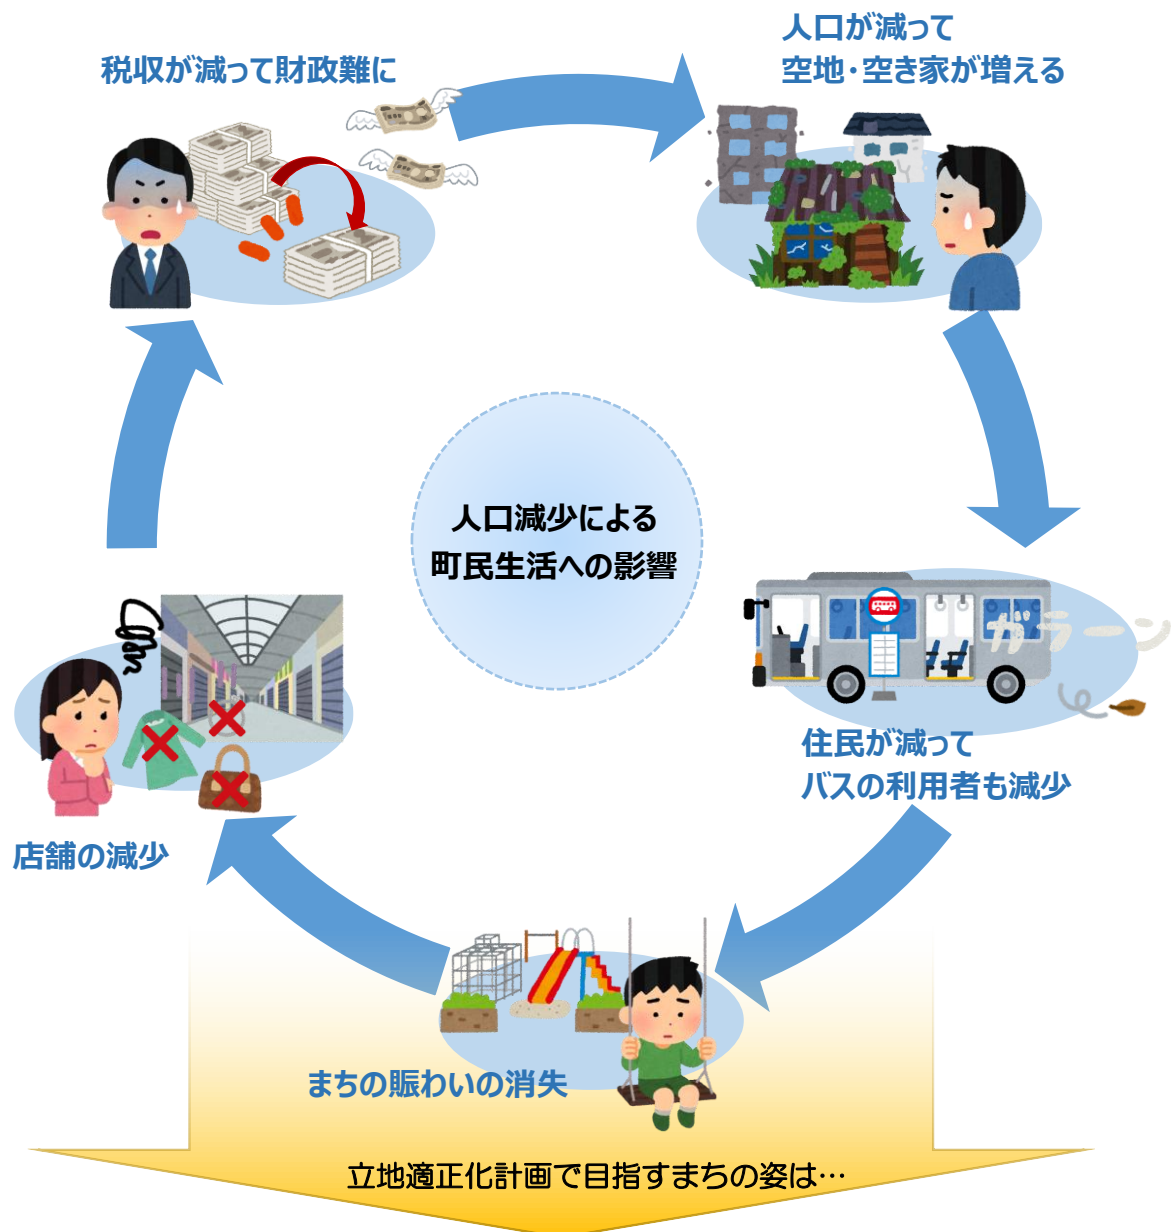 人口が減って
空地・空き家が増える
税収が減って財政難に
人口減少による
町民生活への影響
ガラーン
住民が減って
バスの利用者も減少
店舗の減少
まちの賑わいの消失
立地適正化計画で目指すまちの姿は…